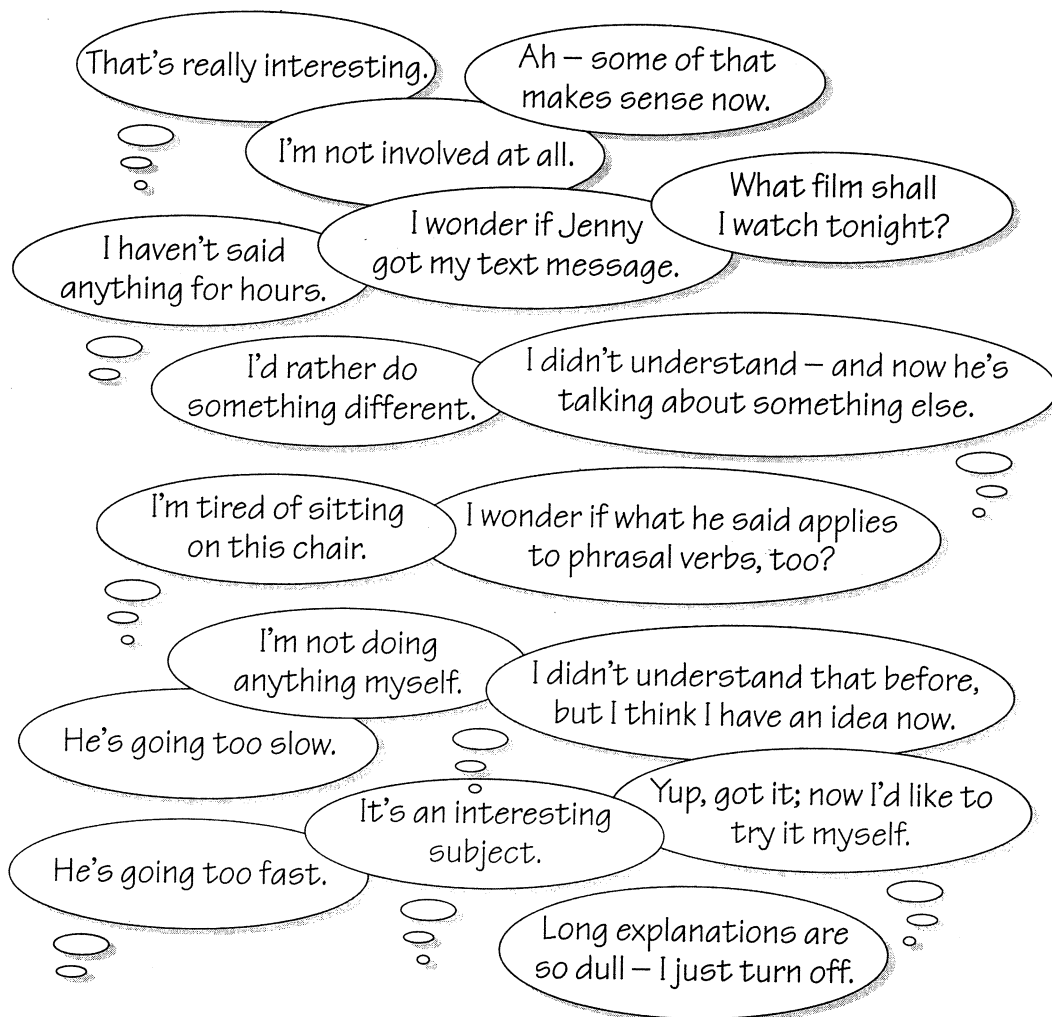 That's really interesting.
Ah – some of that
makes sense now.
I'm not involved at all.
What film shall
I watch tonight?
I wonder if Jenny
got my text message.
I haven't said
anything for hours.
I'd rather do
something different.
I didn't understand – and now he's
talking about something else.
I'm tired of sitting
on this chair.
I wonder if what he said applies
to phrasal verbs, too?
I'm not doing
anything myself.
I didn't understand that before,
but I think I have an idea now.
He's going too slow.
It's an interesting
subject.
Yup, got it; now I'd like to
try it myself.
He's going too fast.
Long explanations are
so dull – I just turn off.